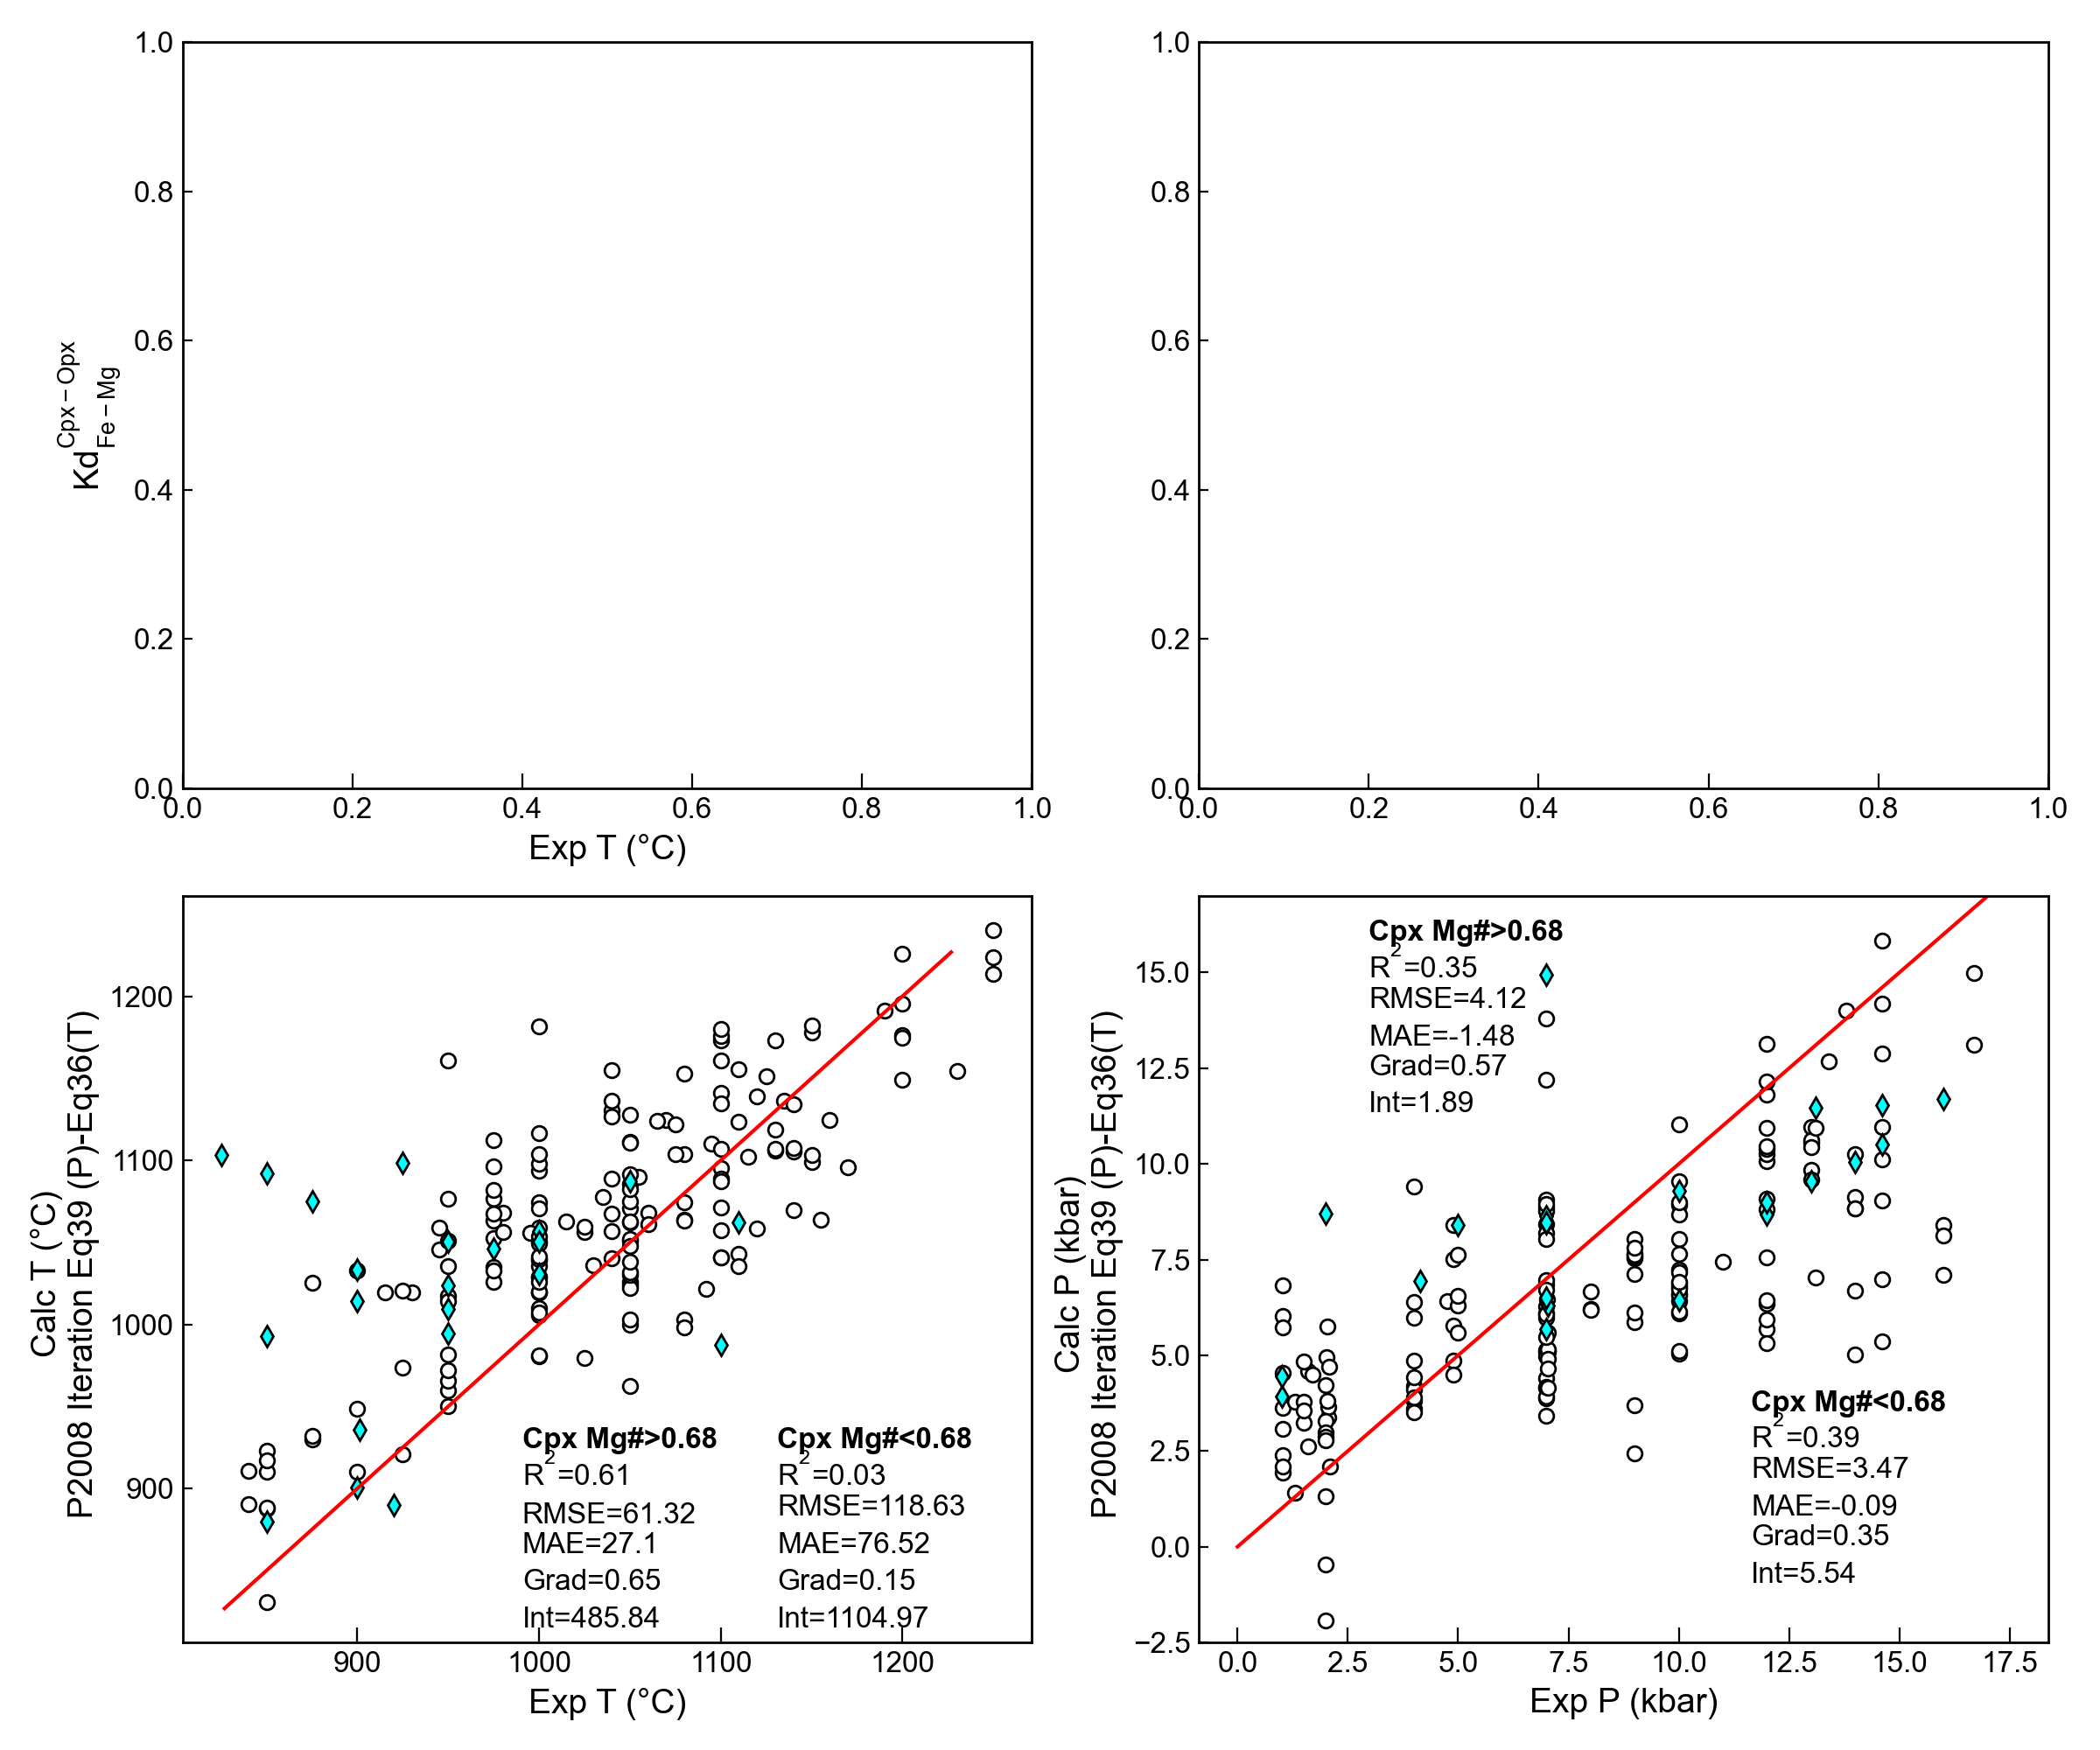 1.0
0.8
0.6
0.4
0.2
0.0
0.0 0.2 0.4 0.6 0.8 1.0
Kd Cpx−Opx Fe−Mg
Exp T (°C)
1.0
0.8
0.6
0.4
0.2
0.0
0.0 0.2 0.4 0.6 0.8 1.0
Calc T (°C)
P2008 Iteration Eq39 (P)-Eq36(T)
1200
1100
1000
900
Cpx Mg#>0.68
R2=0.61
RMSE=61.32
MAE=27.1
Grad=0.65
Int=485.84
Cpx Mg#<0.68
R2=0.03
RMSE=118.63
MAE=76.52
Grad=0.15
Int=1104.97
900 1000 1100 1200
Exp T (°C)
Calc P (kbar)
P2008 Iteration Eq39 (P)-Eq36(T)
15.0
12.5
10.0
7.5
5.0
2.5
0.0
−2.5
Cpx Mg#>0.68
R2=0.35
RMSE=4.12
MAE=-1.48
Grad=0.57
Int=1.89
Cpx Mg#<0.68
R2=0.39
RMSE=3.47
MAE=-0.09
Grad=0.35
Int=5.54
0.0 2.5 5.0 7.5 10.0 12.5 15.0 17.5
Exp P (kbar)